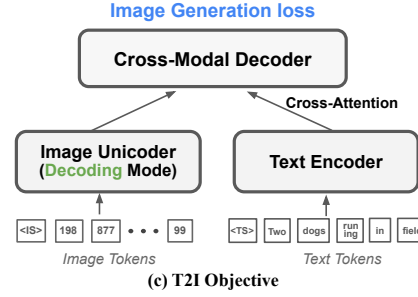 Image Generation loss
Cross-Modal Decoder
Cross-Attention
Image Unicoder
(Decoding Mode)
Text Encoder
<IS> 198 877 • • • 99
<TS> Two dogs run ing in field
Image Tokens
Text Tokens
(c) T2I Objective